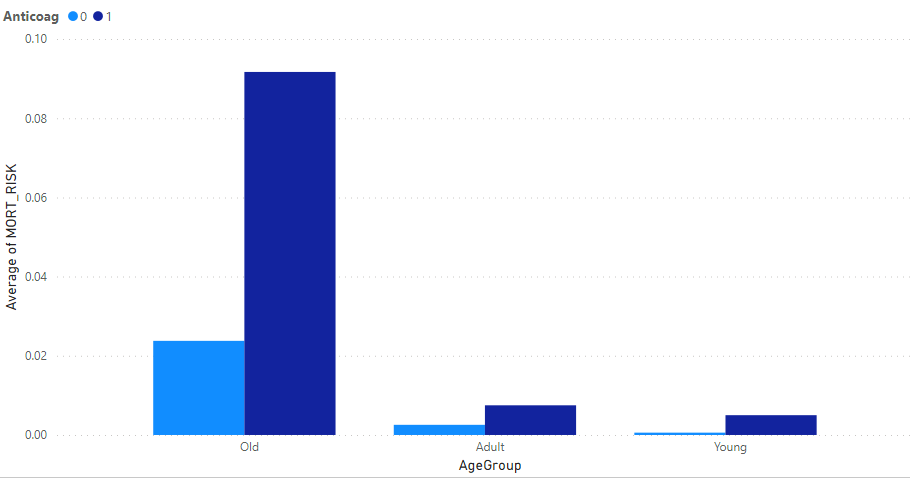 Anticoag 0 1
0.10
0.08
0.06
0.04
0.02
0.00
Average of MORT_RISK
Old Adult Young
AgeGroup